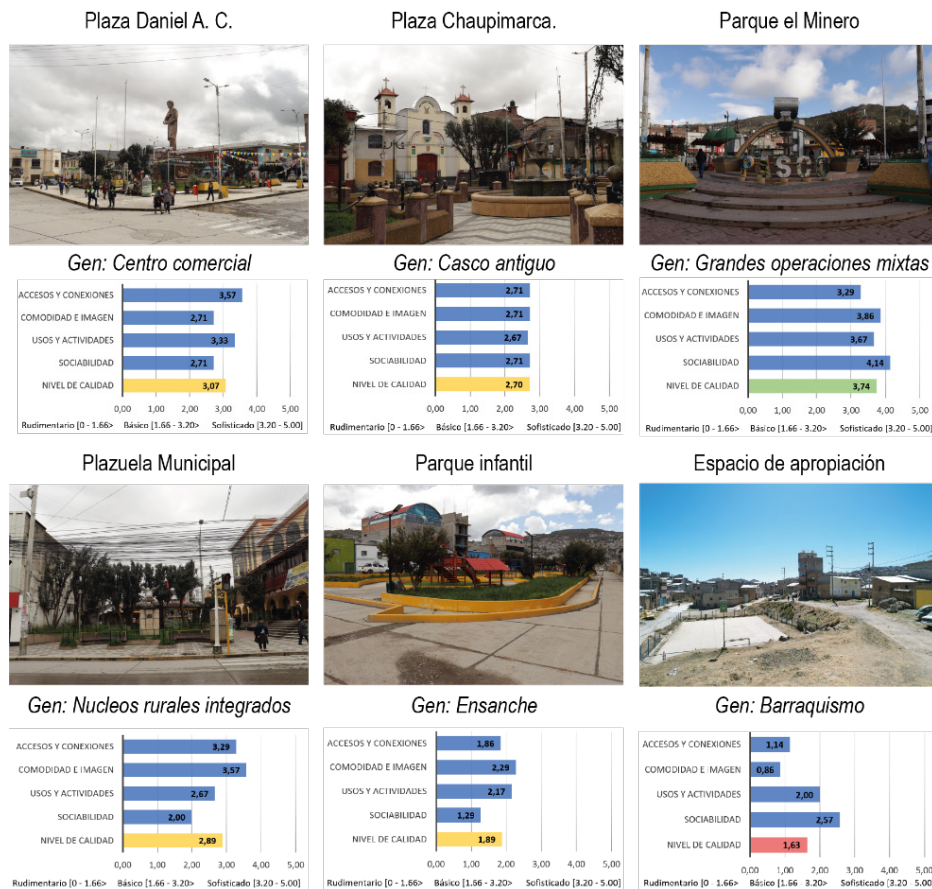 Plaza Daniel A. C.
Plaza Chaupimarca.
Parque el Minero
SC
Gen: Centro comercial
Gen: Casco antiguo
Gen: Grandes operaciones mixtas
ACCESOS Y CONEXIONES 3,57
COMODIDAD E IMAGEN 2,71
USOS Y ACTIVIDADES 3,33
SOCIABILIDAD 2,71
NIVEL DE CALIDAD 3,07
0,00 1,00 2,00 3,00 4,00 5,00
Rudimentario [0 - 1.66> Básico [1.66 - 3.20> Sofisticado [3.20 - 5.00]
ACCESOS Y CONEXIONES 2,71
COMODIDAD E IMAGEN 2,71
USOS Y ACTIVIDADES 2,67
SOCIABILIDAD 2,71
NIVEL DE CALIDAD 2,70
0,00 1,00 2,00 3,00 4,00 5,00
Rudimentario [0 - 1.66> Básico [1.66 - 3.20> Sofisticado [3.20 - 5.00]
ACCESOS Y CONEXIONES 3,29
COMODIDAD E IMAGEN 3,86
USOS Y ACTIVIDADES 3,67
SOCIABILIDAD 4,14
NIVEL DE CALIDAD 3,74
0,00 1,00 2,00 3,00 4,00 5,00
Rudimentario [0 - 1.66> Básico [1.66 - 3.20> Sofisticado [3.20 - 5.00]
Plazuela Municipal
Parque infantil
Espacio de apropiación
Gen: Nucleos rurales integrados
Gen: Ensanche
Gen: Barraquismo
ACCESOS Y CONEXIONES 3,29
COMODIDAD E IMAGEN 3,57
USOS Y ACTIVIDADES 2,67
SOCIABILIDAD 2,00
NIVEL DE CALIDAD 2,89
0,00 1,00 2,00 3,00 4,00 5,00
Rudimentario [0 - 1.66> Básico [1.66 - 3.20> Sofisticado [3.20 - 5.00]
ACCESOS Y CONEXIONES 1,86
COMODIDAD E IMAGEN 2,29
USOS Y ACTIVIDADES 2,17
SOCIABILIDAD 1,29
NIVEL DE CALIDAD 1,89
0,00 1,00 2,00 3,00 4,00 5,00
Rudimentario [0 - 1.66> Básico [1.66 - 3.20> Sofisticado [3.20 - 5.00]
ACCESOS Y CONEXIONES 1,14
COMODIDAD E IMAGEN 0,86
USOS Y ACTIVIDADES 2,00
SOCIABILIDAD 2,57
NIVEL DE CALIDAD 1,63
0,00 1,00 2,00 3,00 4,00 5,00
Rudimentario [0 - 1.66> Básico [1.66 - 3.20> Sofisticado [3.20 - 5.00]